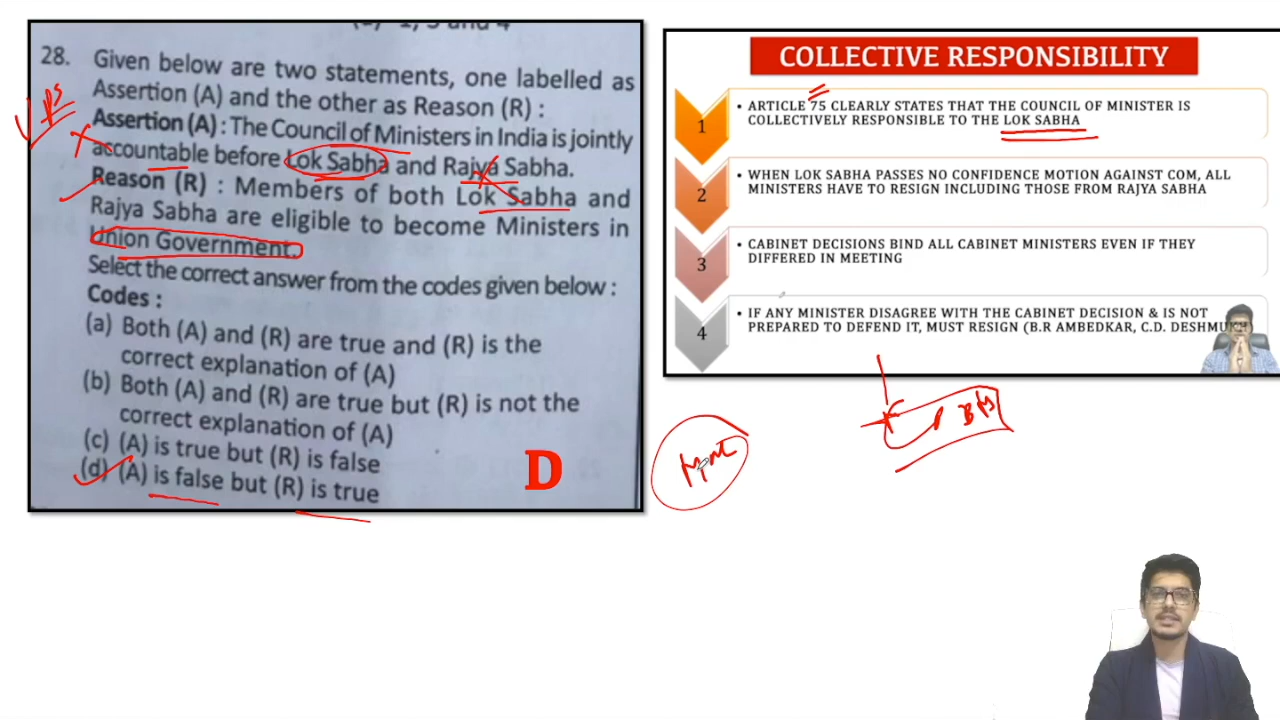 28. Given below are two statements, one labelled as
Assertion (A) and the other as Reason (R) :
Assertion (A) : The Council of Ministers in India is jointly
accountable before Lok Sabha and Rajya Sabha.
Reason (R) : Members of both Lok Sabha and
Rajya Sabha are eligible to become Ministers in
Union Government.
Select the correct answer from the codes given below :
Codes :
(a) Both (A) and (R) are true and (R) is the
correct explanation of (A)
(b) Both (A) and (R) are true but (R) is not the
correct explanation of (A)
(c) (A) is true but (R) is false
(d) (A) is false but (R) is true
D
COLLECTIVE RESPONSIBILITY
1
• ARTICLE 75 CLEARLY STATES THAT THE COUNCIL OF MINISTER IS
COLLECTIVELY RESPONSIBLE TO THE LOK SABHA
2
• WHEN LOK SABHA PASSES NO CONFIDENCE MOTION AGAINST COM, ALL
MINISTERS HAVE TO RESIGN INCLUDING THOSE FROM RAJYA SABHA
3
• CABINET DECISIONS BIND ALL CABINET MINISTERS EVEN IF THEY
DIFFERED IN MEETING
4
• IF ANY MINISTER DISAGREE WITH THE CABINET DECISION & IS NOT
PREPARED TO DEFEND IT, MUST RESIGN (B.R AMBEDKAR, C.D.